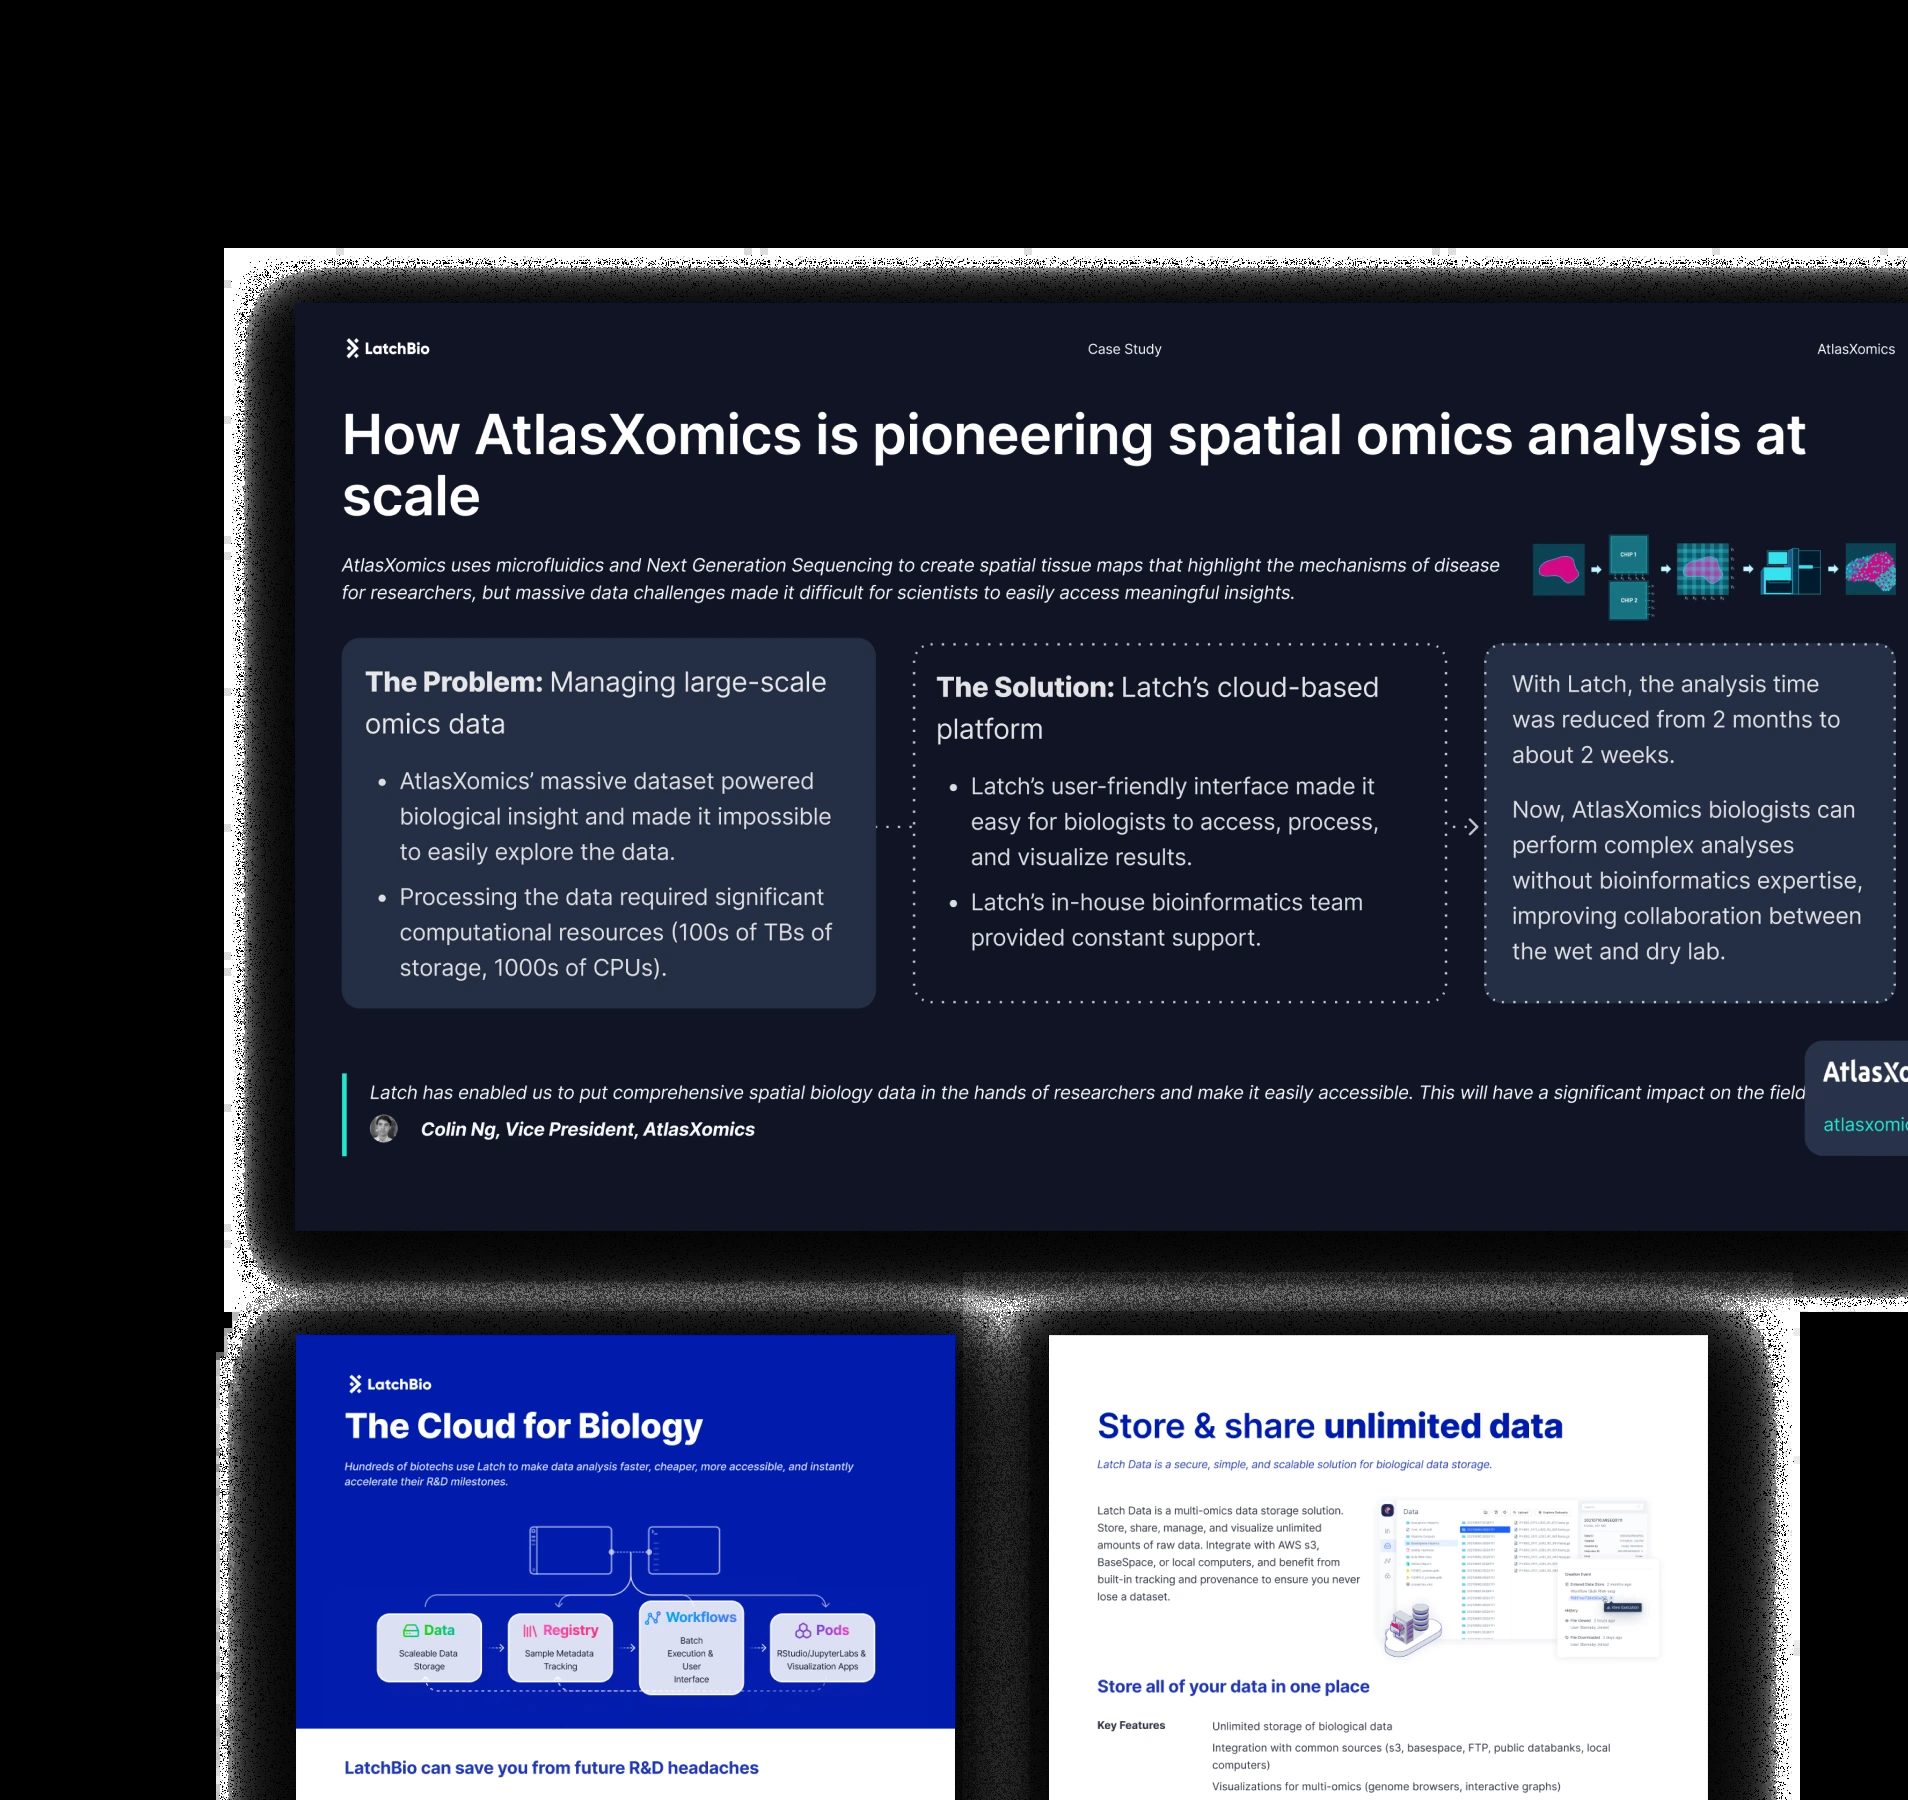 LatchBio
Case Study
AtlasXomics
How AtlasXomics is pioneering spatial omics analysis at
scale
AtlasXomics uses microfluidics and Next Generation Sequencing to create spatial tissue maps that highlight the mechanisms of disease
for researchers, but massive data challenges made it difficult for scientists to easily access meaningful insights.
CHIP 1
CHIP 2
The Problem: Managing large-scale
omics data
• AtlasXomics’ massive dataset powered
biological insight and made it impossible
to easily explore the data.
• Processing the data required significant
computational resources (100s of TBs of
storage, 1000s of CPUs).
The Solution: Latch’s cloud-based
platform
• Latch’s user-friendly interface made it
easy for biologists to access, process,
and visualize results.
• Latch’s in-house bioinformatics team
provided constant support.
With Latch, the analysis time
was reduced from 2 months to
about 2 weeks.
Now, AtlasXomics biologists can
perform complex analyses
without bioinformatics expertise,
improving collaboration between
the wet and dry lab.
Latch has enabled us to put comprehensive spatial biology data in the hands of researchers and make it easily accessible. This will have a significant impact on the field
Colin Ng, Vice President, AtlasXomics
AtlasXo
atlasxomic
LatchBio
The Cloud for Biology
Hundreds of biotechs use Latch to make data analysis faster, cheaper, more accessible, and instantly
accelerate their R&D milestones.
Data
Scaleable Data
Storage
Registry
Sample Metadata
Tracking
Workflows
Batch
Execution &
User
Interface
Pods
RStudio/JupyterLabs &
Visualization Apps
LatchBio can save you from future R&D headaches
Store & share unlimited data
Latch Data is a secure, simple, and scalable solution for biological data storage.
Latch Data is a multi-omics data storage solution.
Store, share, manage, and visualize unlimited
amounts of raw data. Integrate with AWS s3,
BaseSpace, or local computers, and benefit from
built-in tracking and provenance to ensure you never
lose a dataset.
Data
Store all of your data in one place
Key Features
Unlimited storage of biological data
Integration with common sources (s3, basespace, FTP, public databanks, local
computers)
Visualizations for multi-omics (genome browsers, interactive graphs)